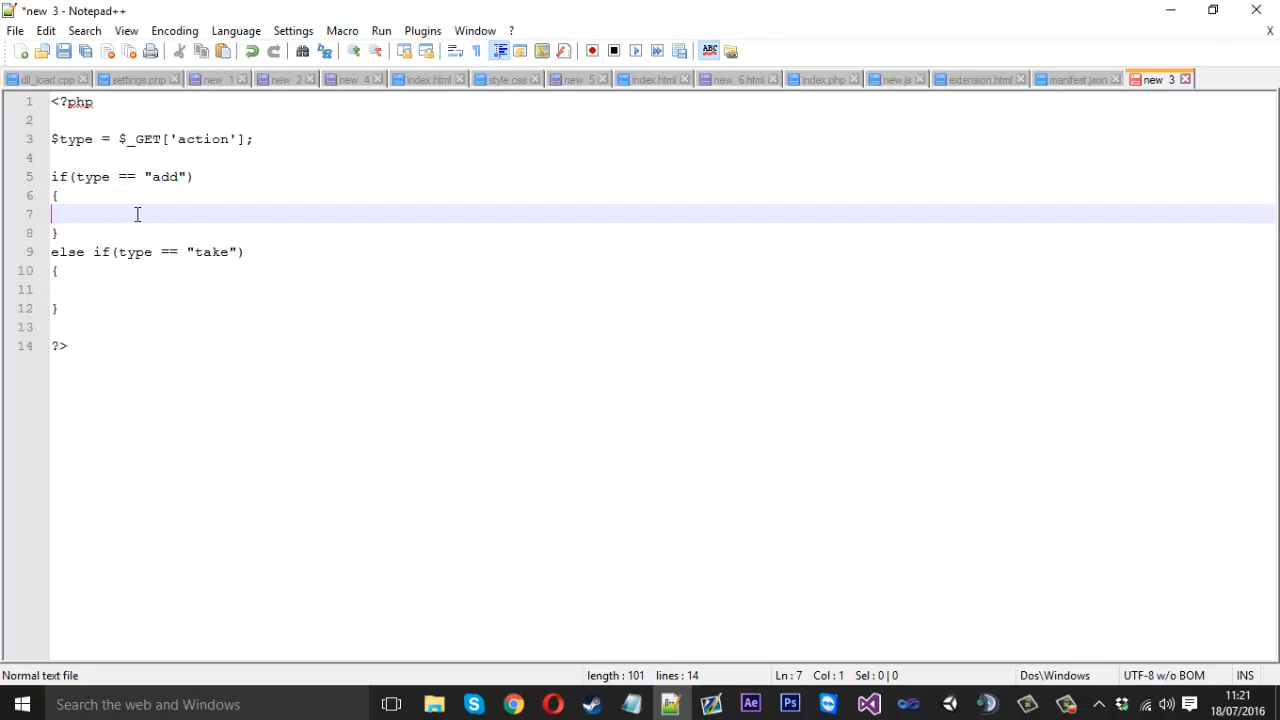 *new 3 - Notepad++
File Edit Search View Encoding Language Settings Macro Run Plugins Window ? X
dll_load.cpp settings.php new 1 new 2 new 4 index.html style.css new 5 index.html new 6.html index.php new.js extension.html manifest.json new 3
1 <?php
2
3 $type = $_GET['action'];
4
5 if(type == "add")
6 {
7
8 }
9 else if(type == "take")
10 {
11
12 }
13
14 ?>
Normal text file length : 101 lines : 14 Ln : 7 Col : 1 Sel : 0 | 0 Dos\Windows UTF-8 w/o BOM INS
Search the web and Windows
11:21
18/07/2016